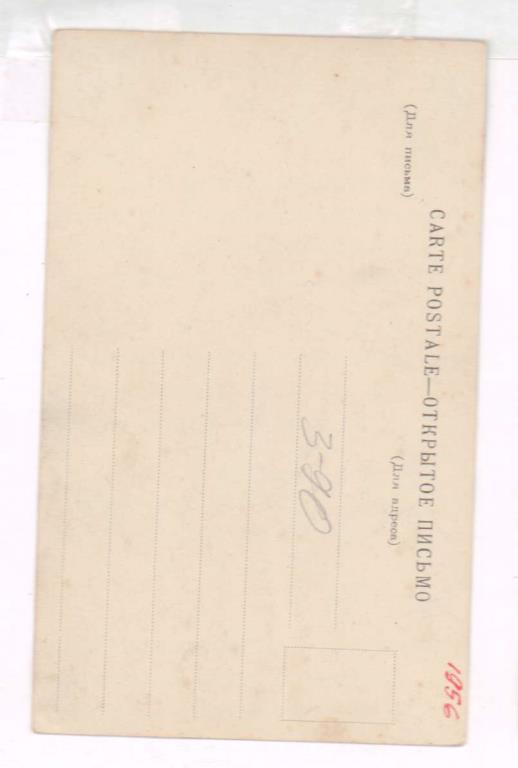 CARTE POSTALE—ОТКРЫТОЕ ПИСЬМО
(Для письма)
(Для адреса)
3-90
1956